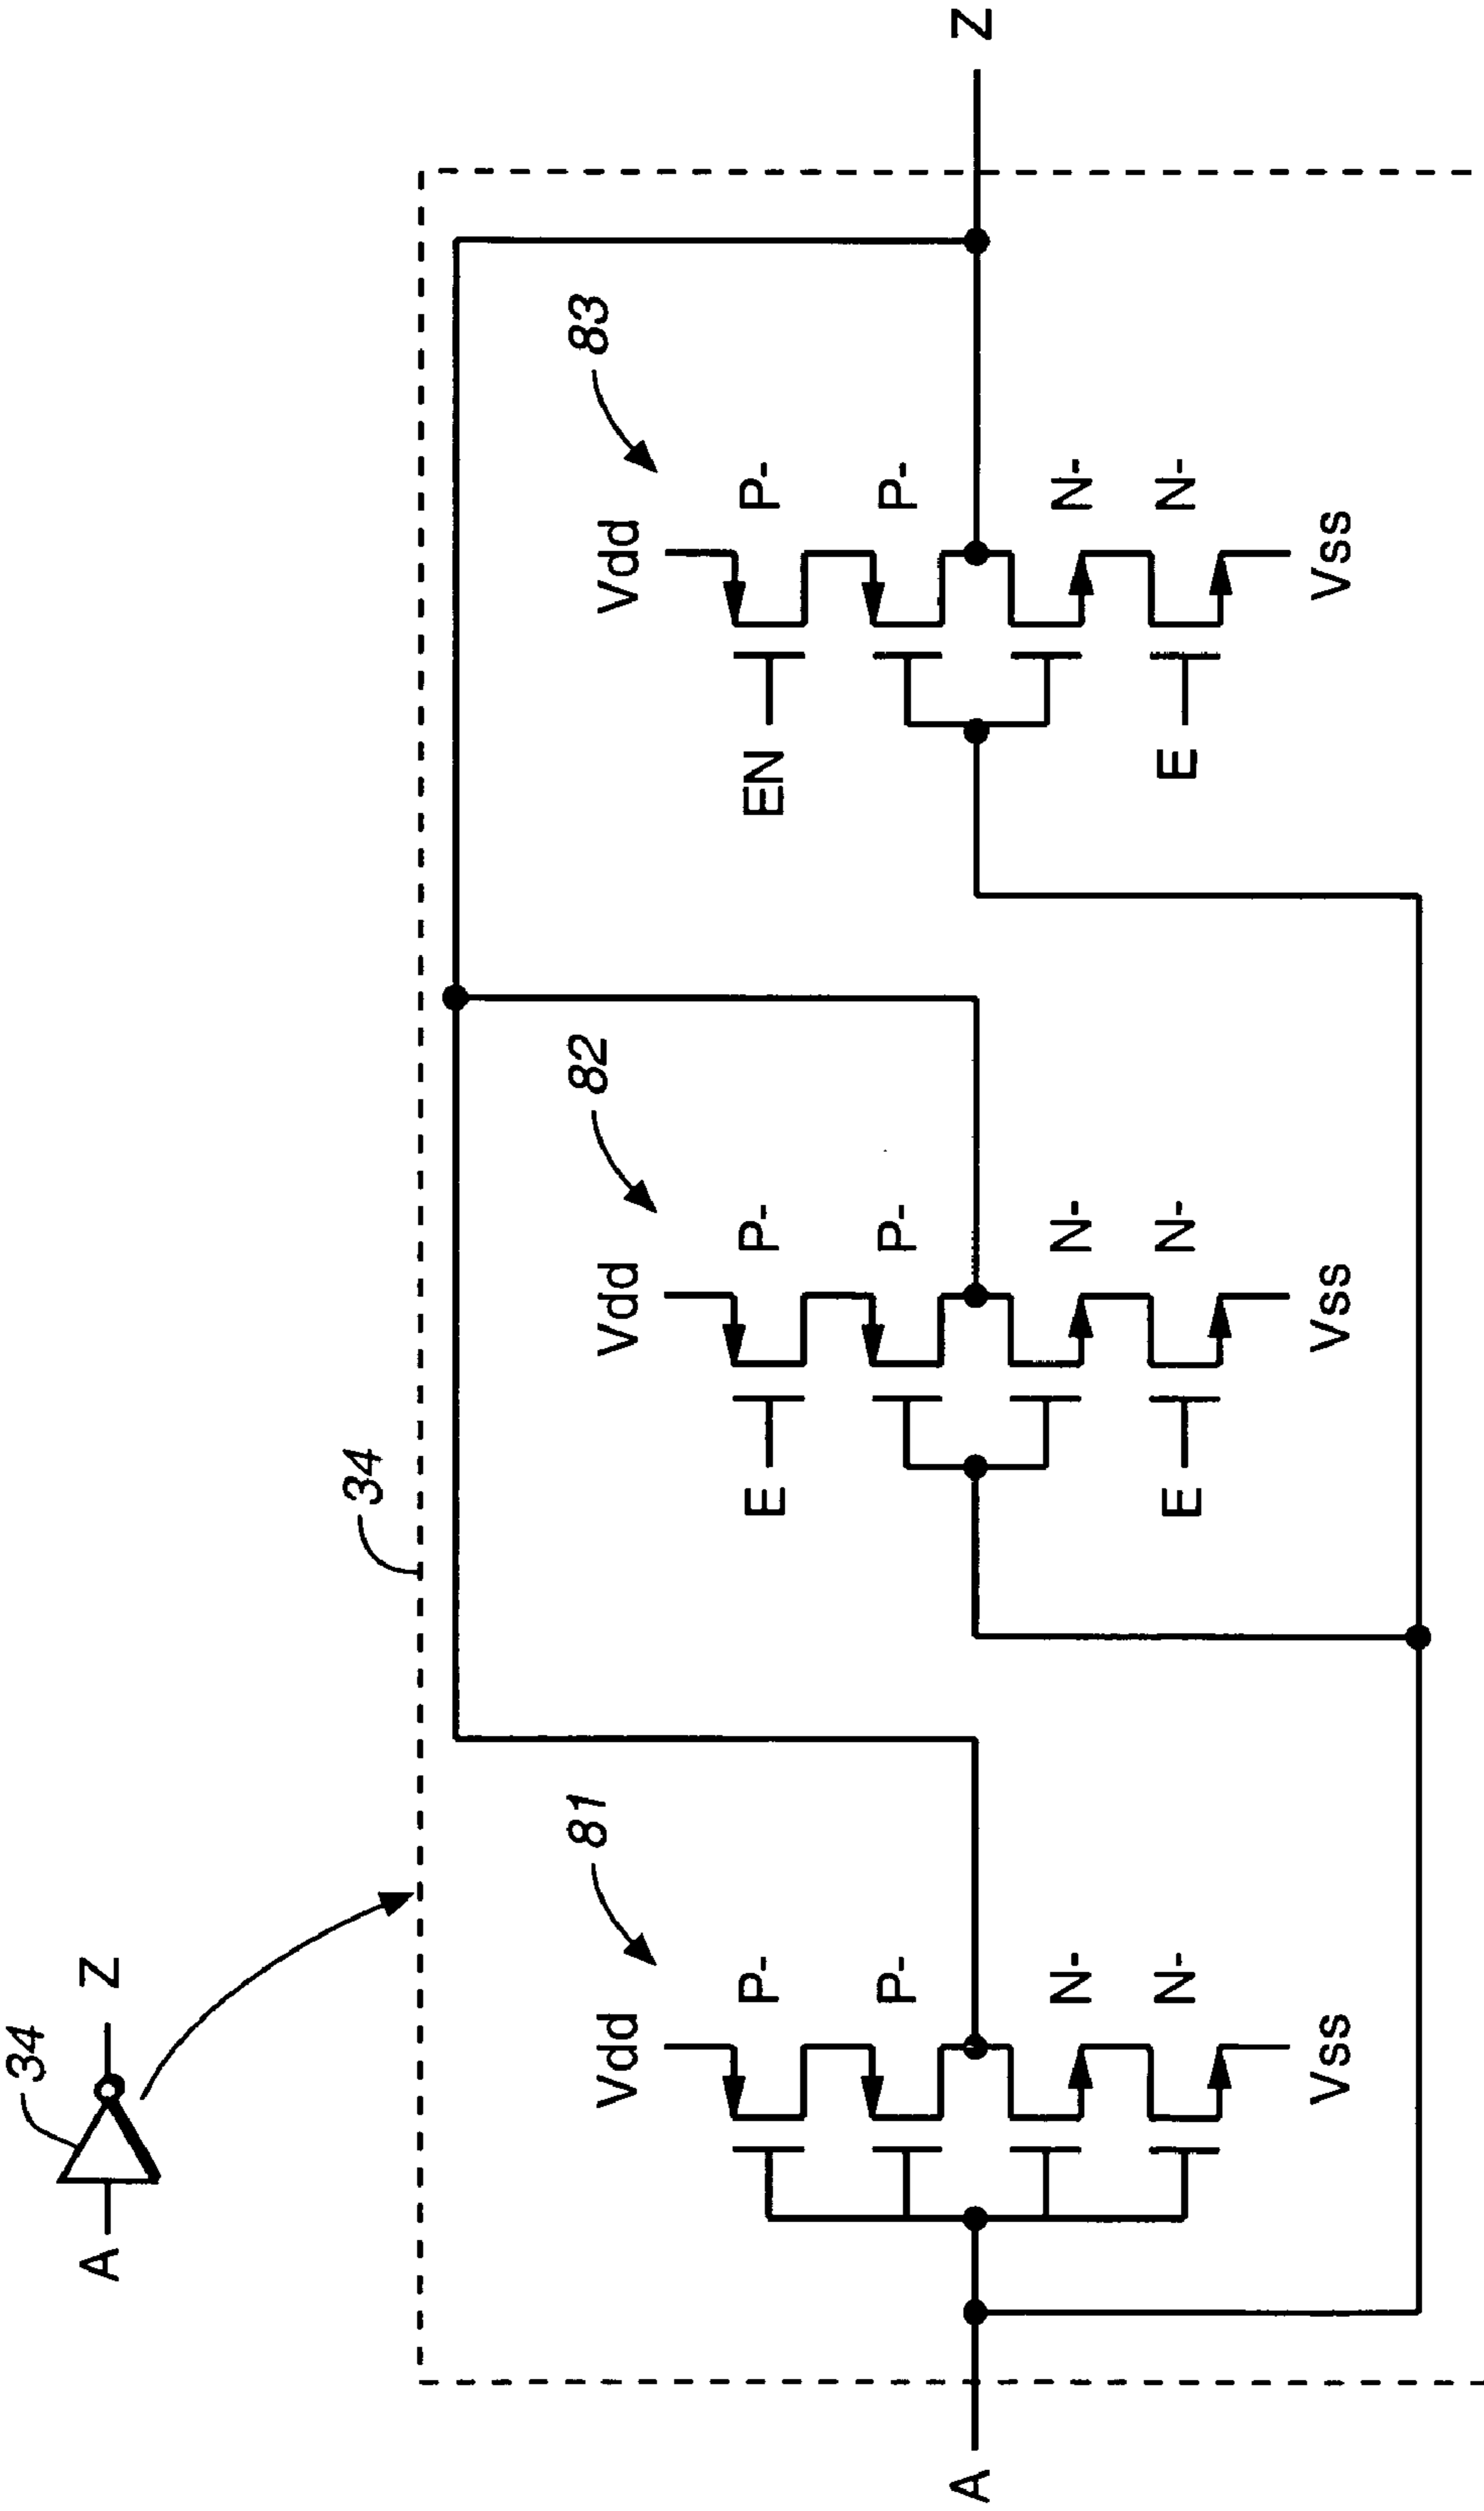 34
A Z
34
81 82 83
Vdd Vdd Vdd
P- E P- EN P-
P- P- P-
A Z
N- N- N-
N- E N- E N-
Vss Vss Vss